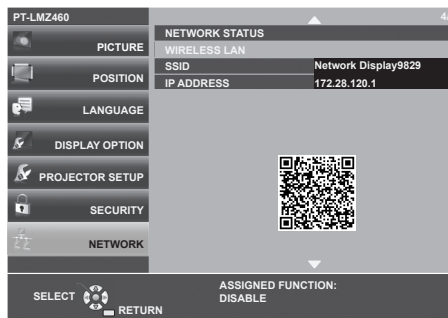 PT-LMZ460
4/
NETWORK STATUS
PICTURE
WIRELESS LAN
SSID Network Display9829
POSITION
IP ADDRESS 172.28.120.1
LANGUAGE
DISPLAY OPTION
PROJECTOR SETUP
SECURITY
NETWORK
SELECT
RETURN
ASSIGNED FUNCTION:
DISABLE